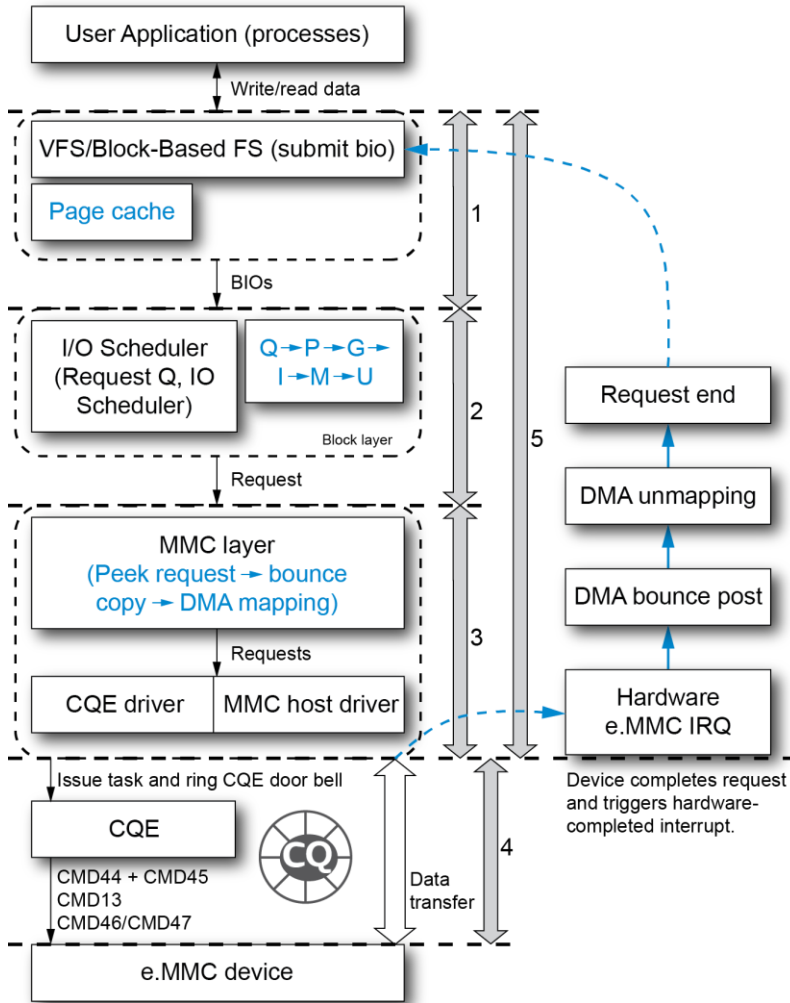 User Application (processes)
Write/read data
VFS/Block-Based FS (submit bio)
Page cache
1
BIOs
I/O Scheduler
(Request Q, IO
Scheduler)
Q → P → G →
I → M → U
Block layer
2
5
Request
MMC layer
(Peek request → bounce
copy → DMA mapping)
Requests
CQE driver
MMC host driver
3
Request end
DMA unmapping
DMA bounce post
Hardware
e.MMC IRQ
Issue task and ring CQE door bell
Device completes request
and triggers hardware-
completed interrupt.
CQE
CQ
CMD44 + CMD45
CMD13
CMD46/CMD47
Data
transfer
4
e.MMC device